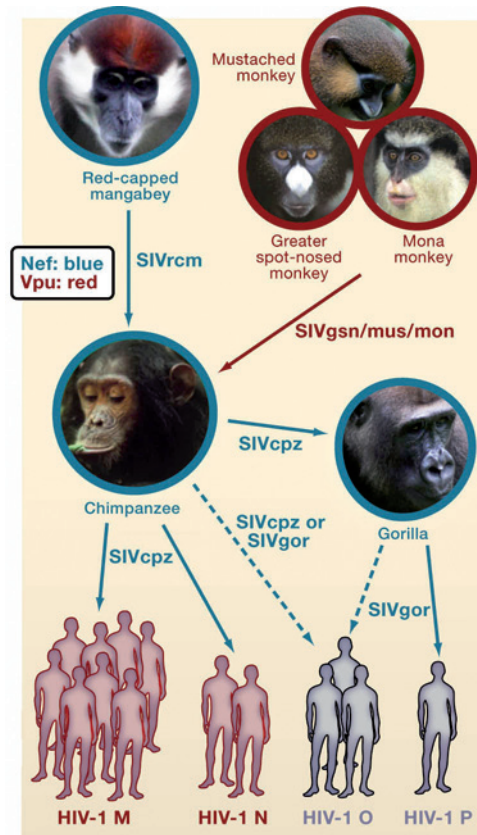 Mustached
monkey
Red-capped
mangabey
Greater
spot-nosed
monkey
Mona
monkey
Nef: blue
Vpu: red
SIVrcm
SIVgsn/mus/mon
SIVcpz
Chimpanzee
SIVcpz or
SIVgor
Gorilla
SIVcpz
SIVgor
HIV-1 M
HIV-1 N
HIV-1 O
HIV-1 P